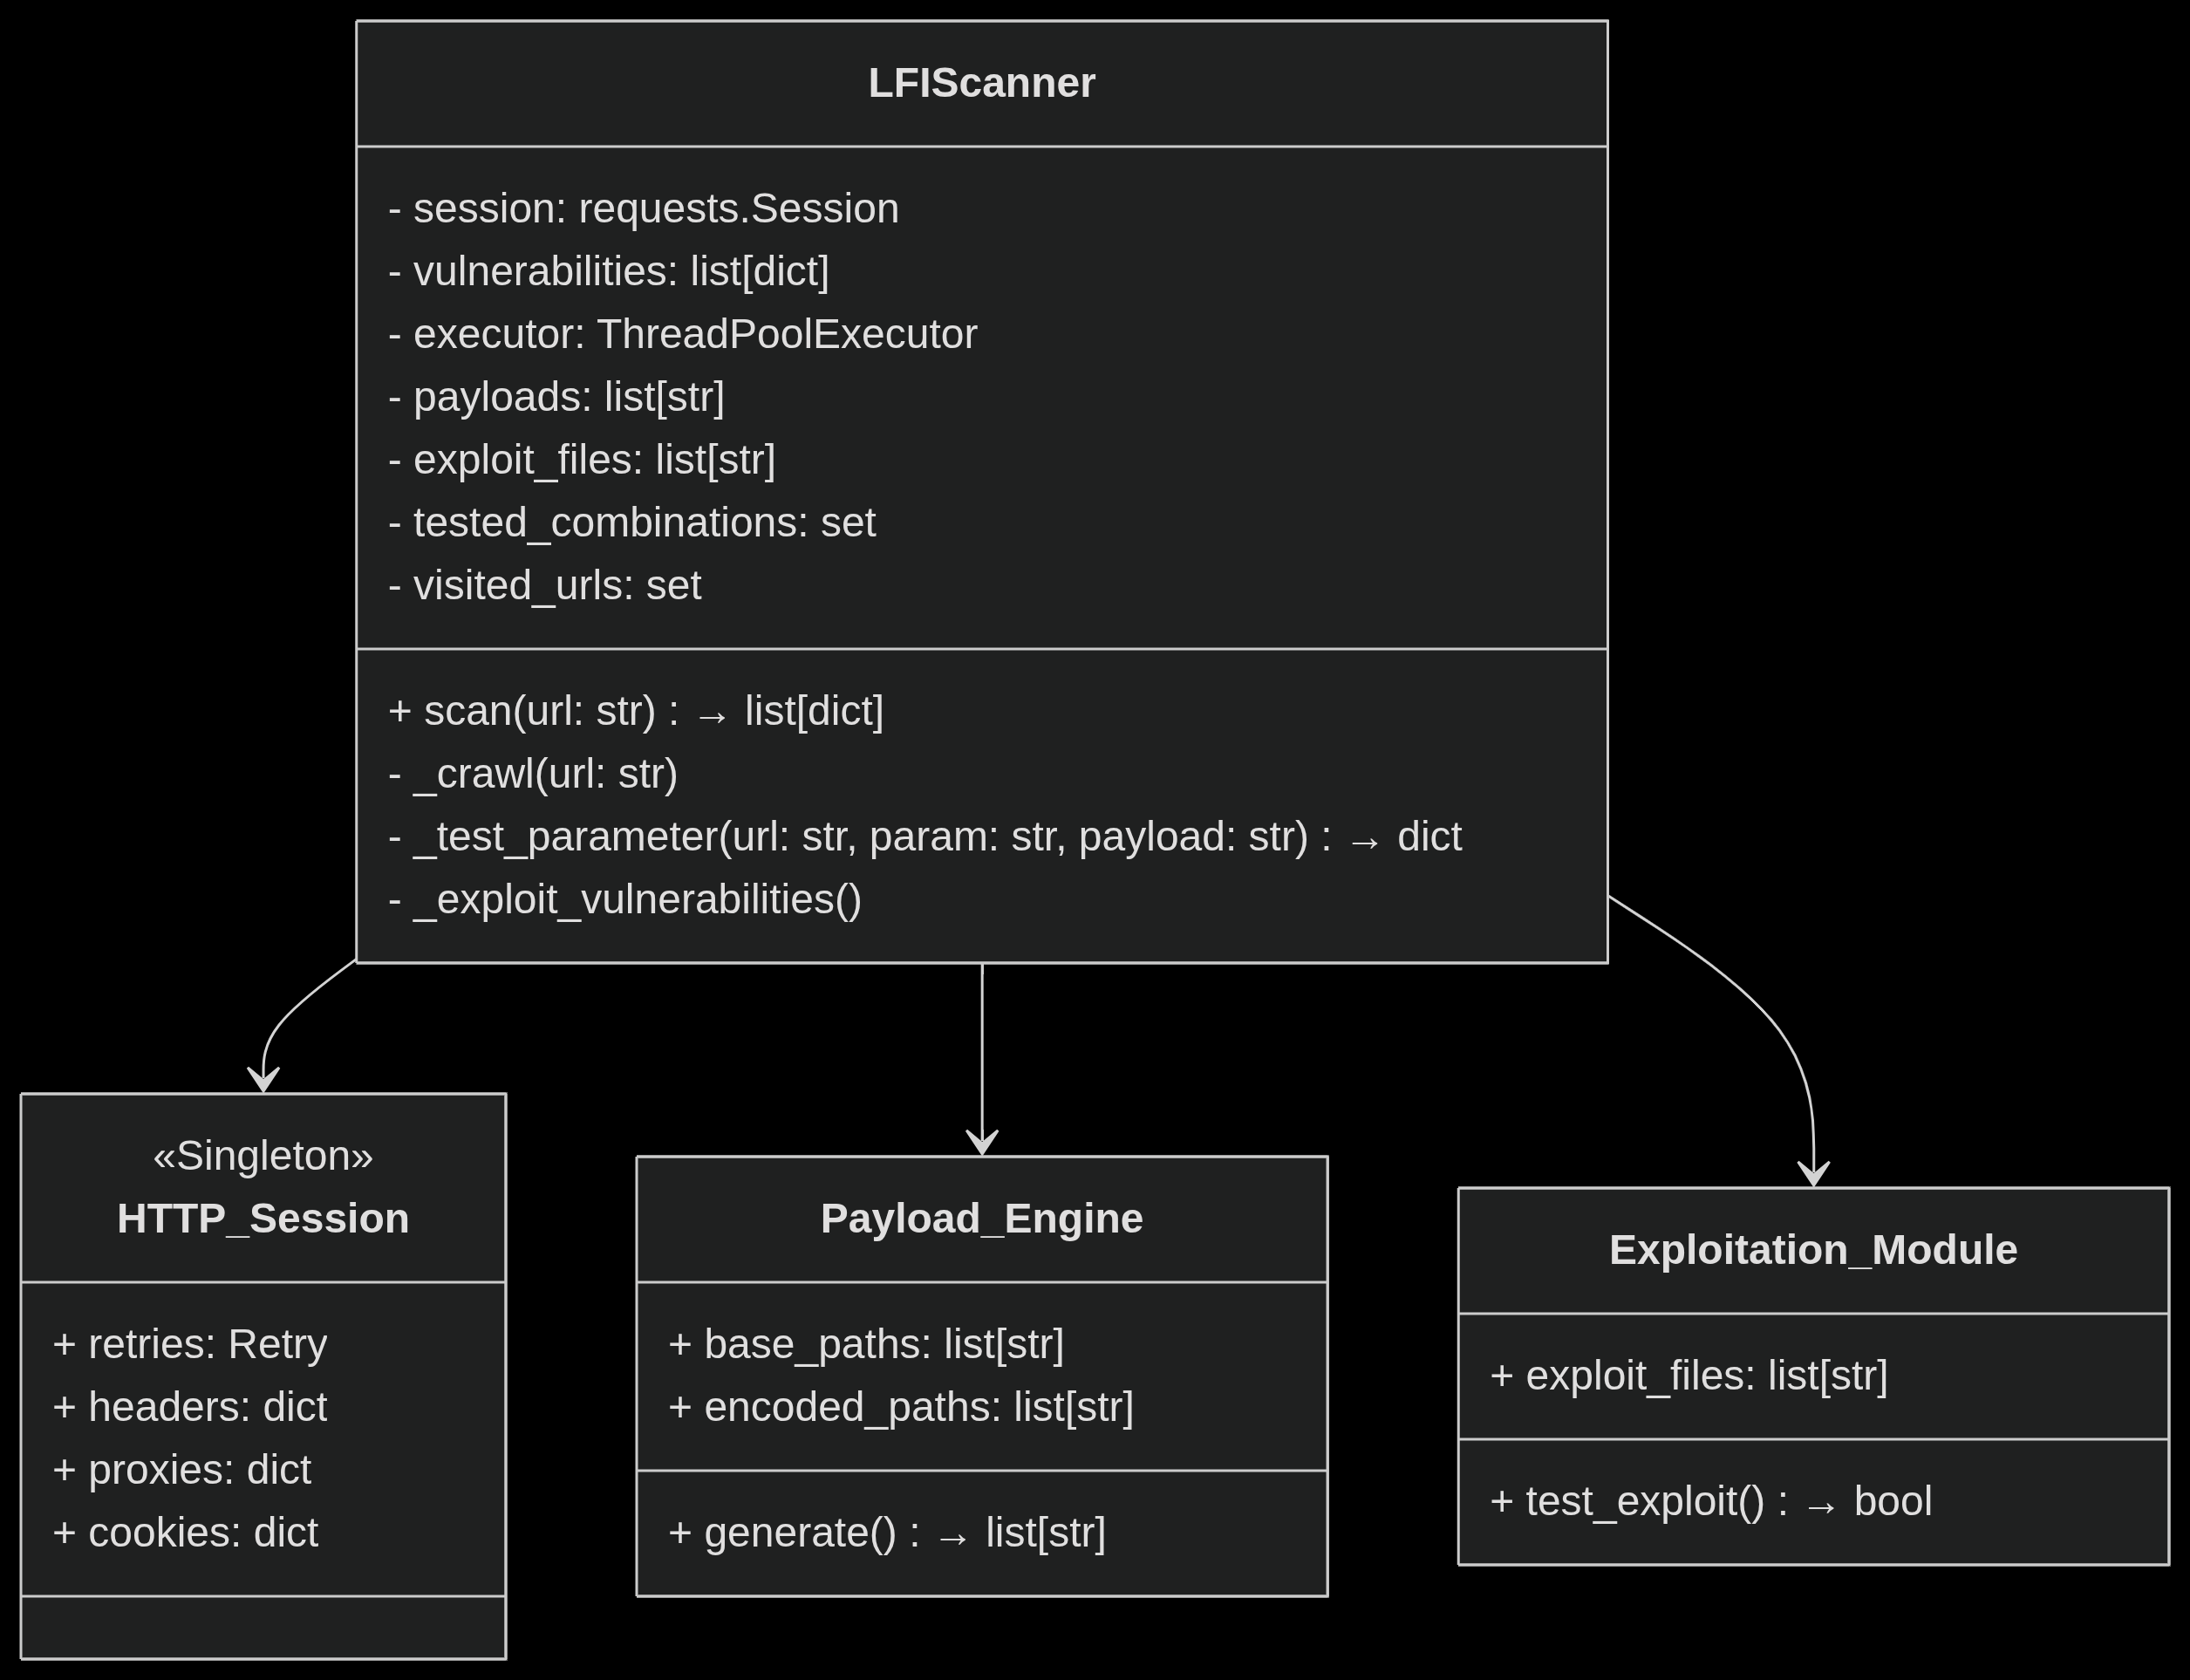 LFIScanner
- session: requests.Session
- vulnerabilities: list[dict]
- executor: ThreadPoolExecutor
- payloads: list[str]
- exploit_files: list[str]
- tested_combinations: set
- visited_urls: set
+ scan(url: str) : → list[dict]
- _crawl(url: str)
- _test_parameter(url: str, param: str, payload: str) : → dict
- _exploit_vulnerabilities()
«Singleton»
HTTP_Session
+ retries: Retry
+ headers: dict
+ proxies: dict
+ cookies: dict
Payload_Engine
+ base_paths: list[str]
+ encoded_paths: list[str]
+ generate() : → list[str]
Exploitation_Module
+ exploit_files: list[str]
+ test_exploit() : → bool